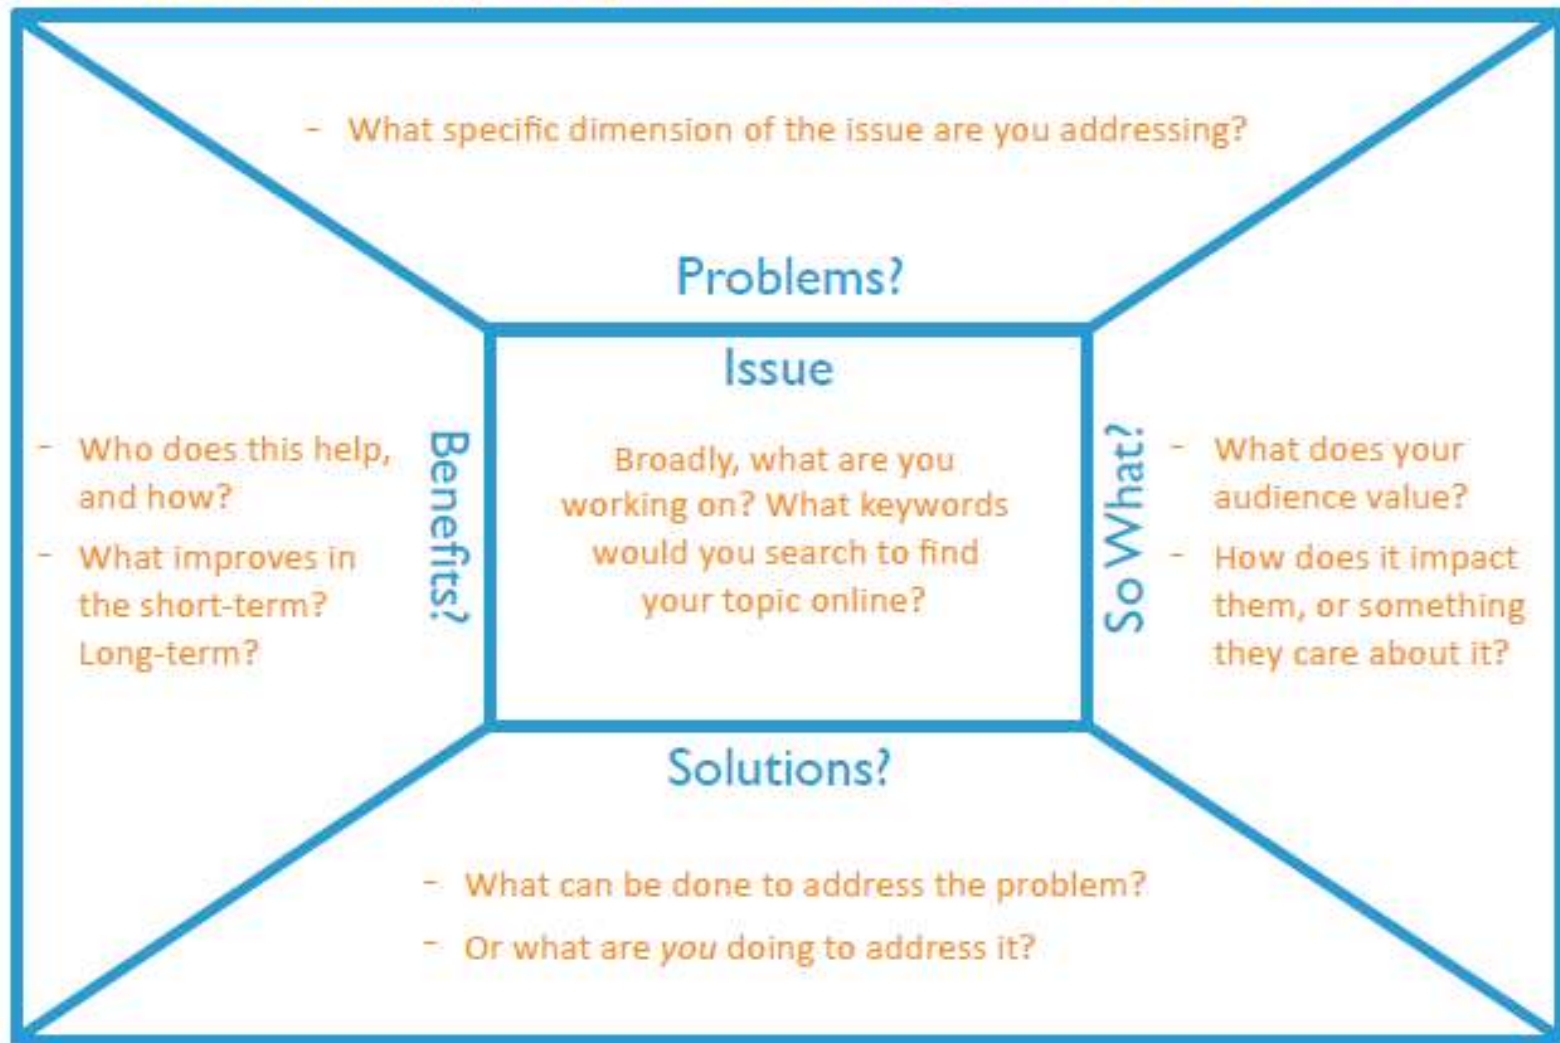 - What specific dimension of the issue are you addressing?
Problems?
Issue
Broadly, what are you
working on? What keywords
would you search to find
your topic online?
Benefits?
- Who does this help,
and how?
- What improves in
the short-term?
Long-term?
So What?
- What does your
audience value?
- How does it impact
them, or something
they care about it?
Solutions?
- What can be done to address the problem?
- Or what are you doing to address it?